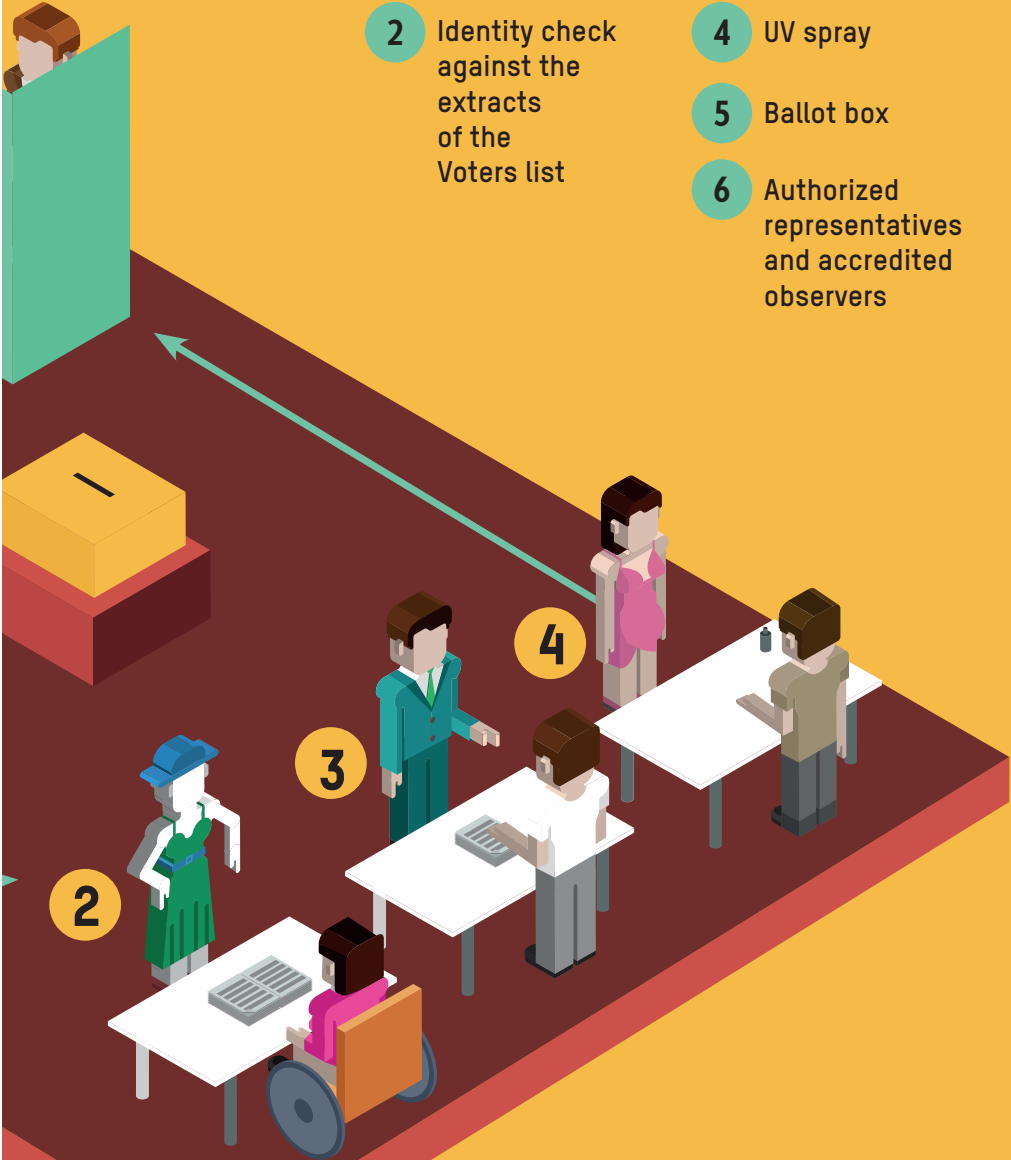 2
Identity check
against the
extracts
of the
Voters list
4
UV spray
5
Ballot box
6
Authorized
representatives
and accredited
observers
4
3
2